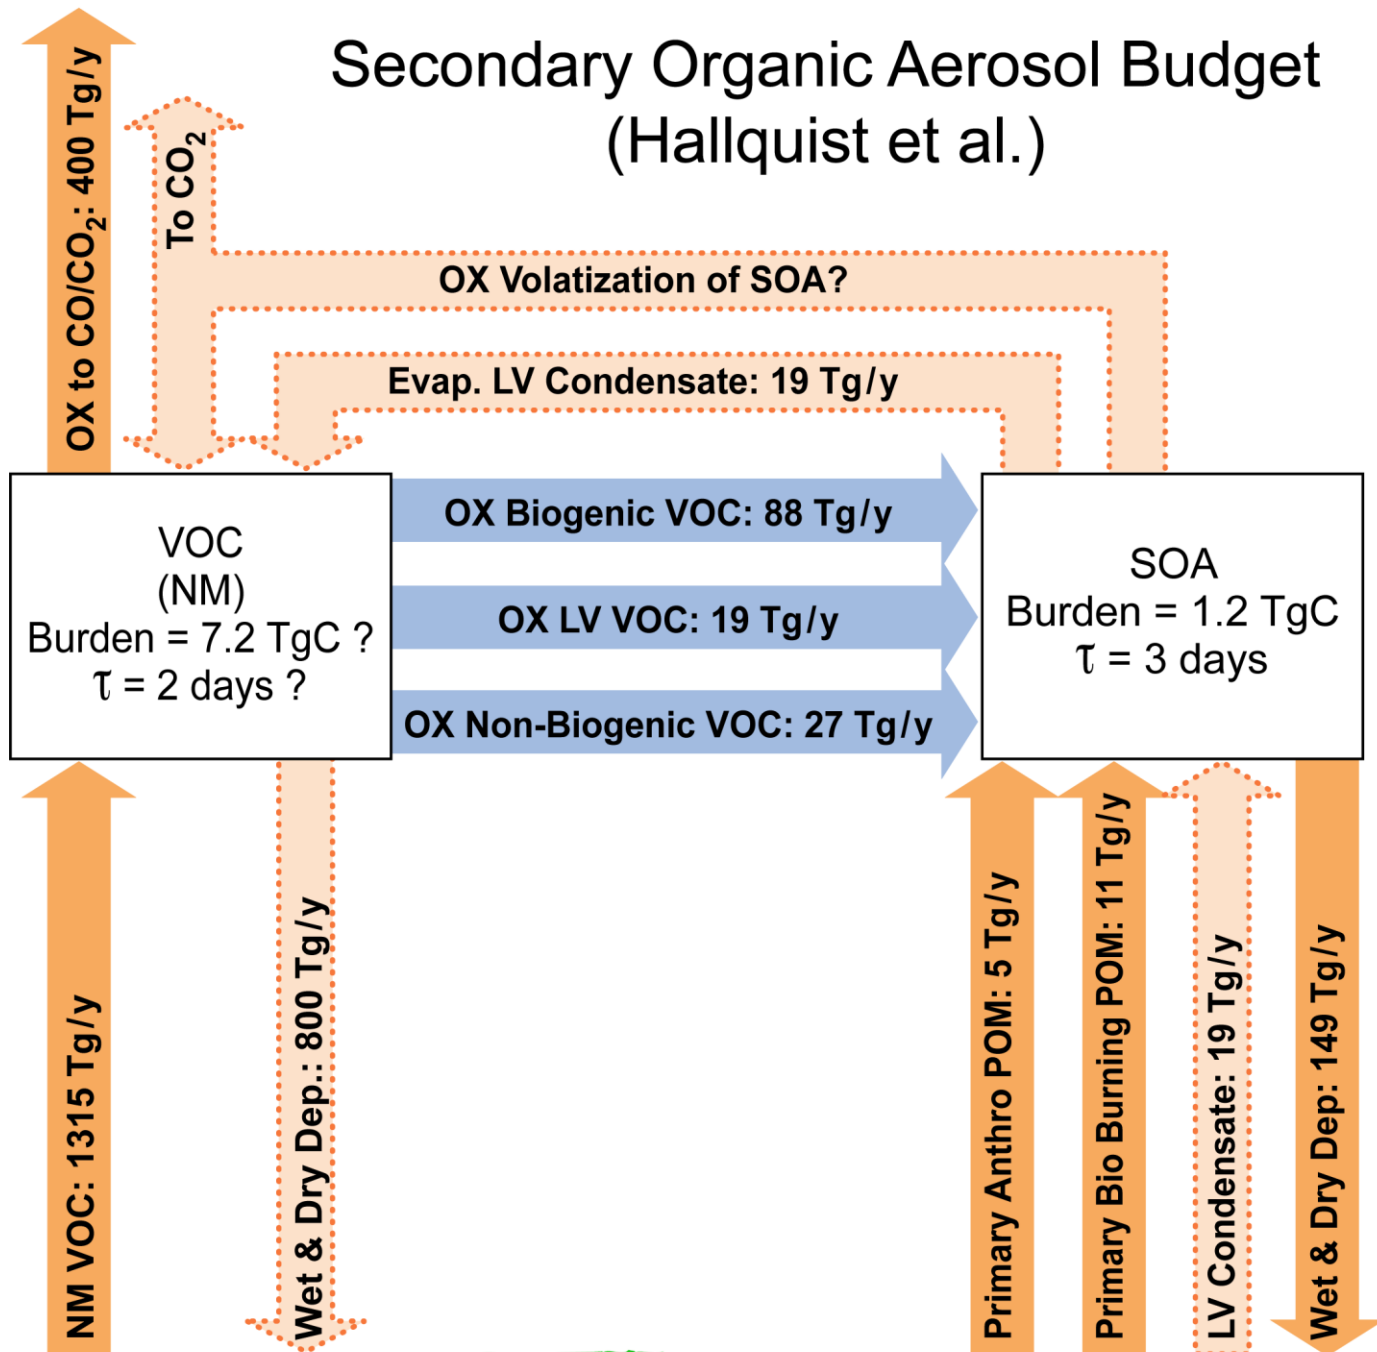 Secondary Organic Aerosol Budget
(Hallquist et al.)
OX to CO/CO₂: 400 Tg/y
To CO₂
OX Volatization of SOA?
Evap. LV Condensate: 19 Tg/y
VOC
(NM)
Burden = 7.2 TgC ?
τ = 2 days ?
OX Biogenic VOC: 88 Tg/y
OX LV VOC: 19 Tg/y
OX Non-Biogenic VOC: 27 Tg/y
SOA
Burden = 1.2 TgC
τ = 3 days
NM VOC: 1315 Tg/y
Wet & Dry Dep.: 800 Tg/y
Primary Anthro POM: 5 Tg/y
Primary Bio Burning POM: 11 Tg/y
LV Condensate: 19 Tg/y
Wet & Dry Dep: 149 Tg/y